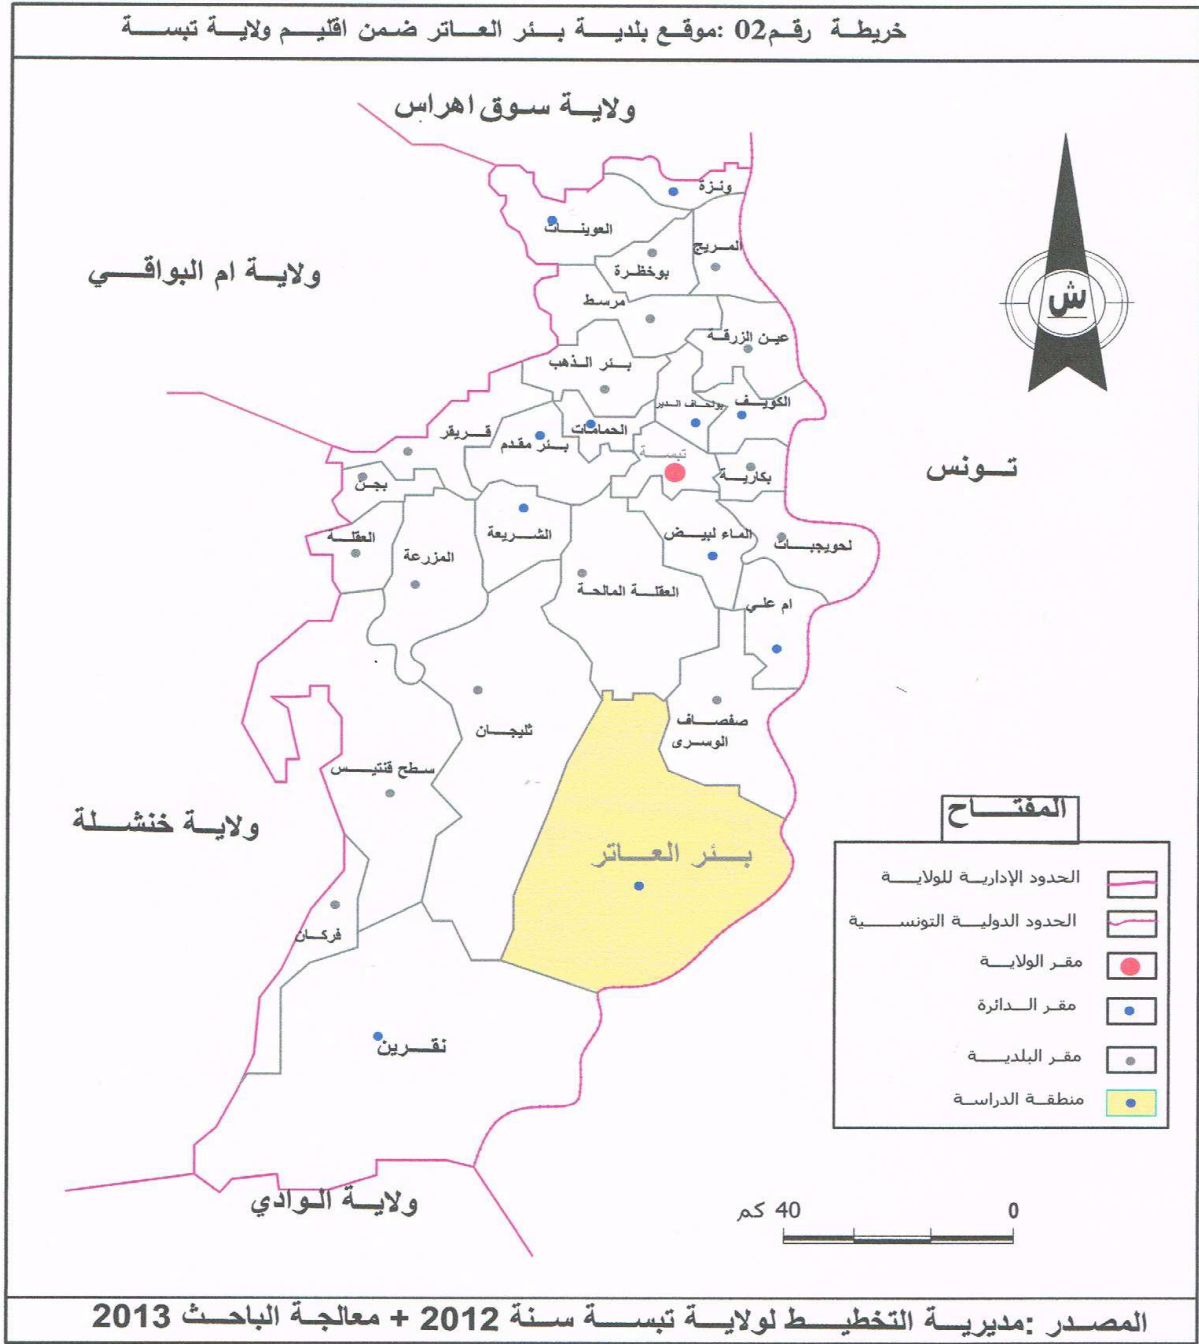 خريطة رقم02 :موقع بلدية بئر العاتر ضمن اقليم ولاية تبسة
ولاية سوق اهراس
ونزة
العوينات
المريج
بوخظرة
ولاية ام البواقي
ش
مرسط
عين الزرقة
بئر الذهب
الكويف
بولحاف الدير
الحمامات
قريقر
بئر مقدم
تبسة
بكارية
تونس
بجن
العقلة
المزرعة
الشريعة
الماء لبيض
لحويجبات
العقلة المالحة
ام علي
ثليجان
صفصاف
الوسرى
سطح قنتيس
ولاية خنشلة
بئر العاتر
فركان
نقرين
ولاية الوادي
المفتاح
الحدود الإدارية للولاية
الحدود الدولية التونسية
مقر الولاية
مقر الدائرة
مقر البلدية
منطقة الدراسة
0
40 كم
المصدر :مديرية التخطيط لولاية تبسة سنة 2012 + معالجة الباحث 2013